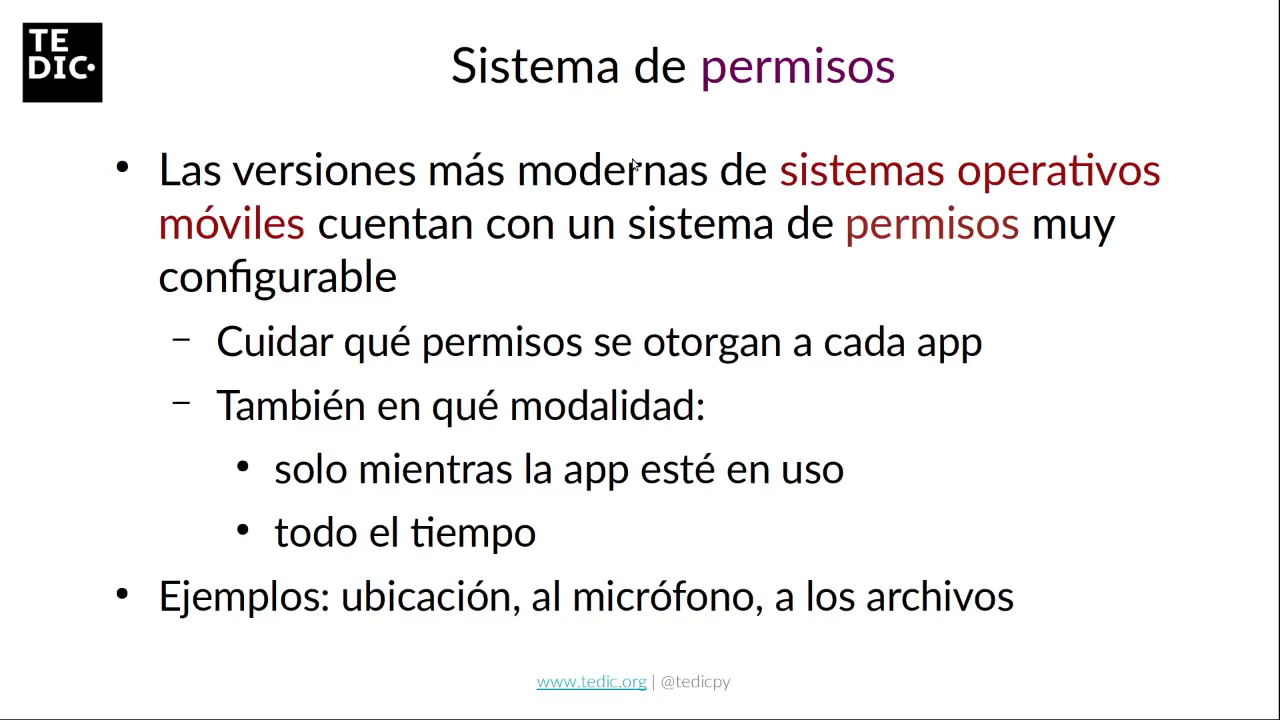 TE
DIC•
Sistema de permisos
• Las versiones más modernas de sistemas operativos
móviles cuentan con un sistema de permisos muy
configurable
– Cuidar qué permisos se otorgan a cada app
– También en qué modalidad:
• solo mientras la app esté en uso
• todo el tiempo
• Ejemplos: ubicación, al micrófono, a los archivos
www.tedic.org | @tedicpy